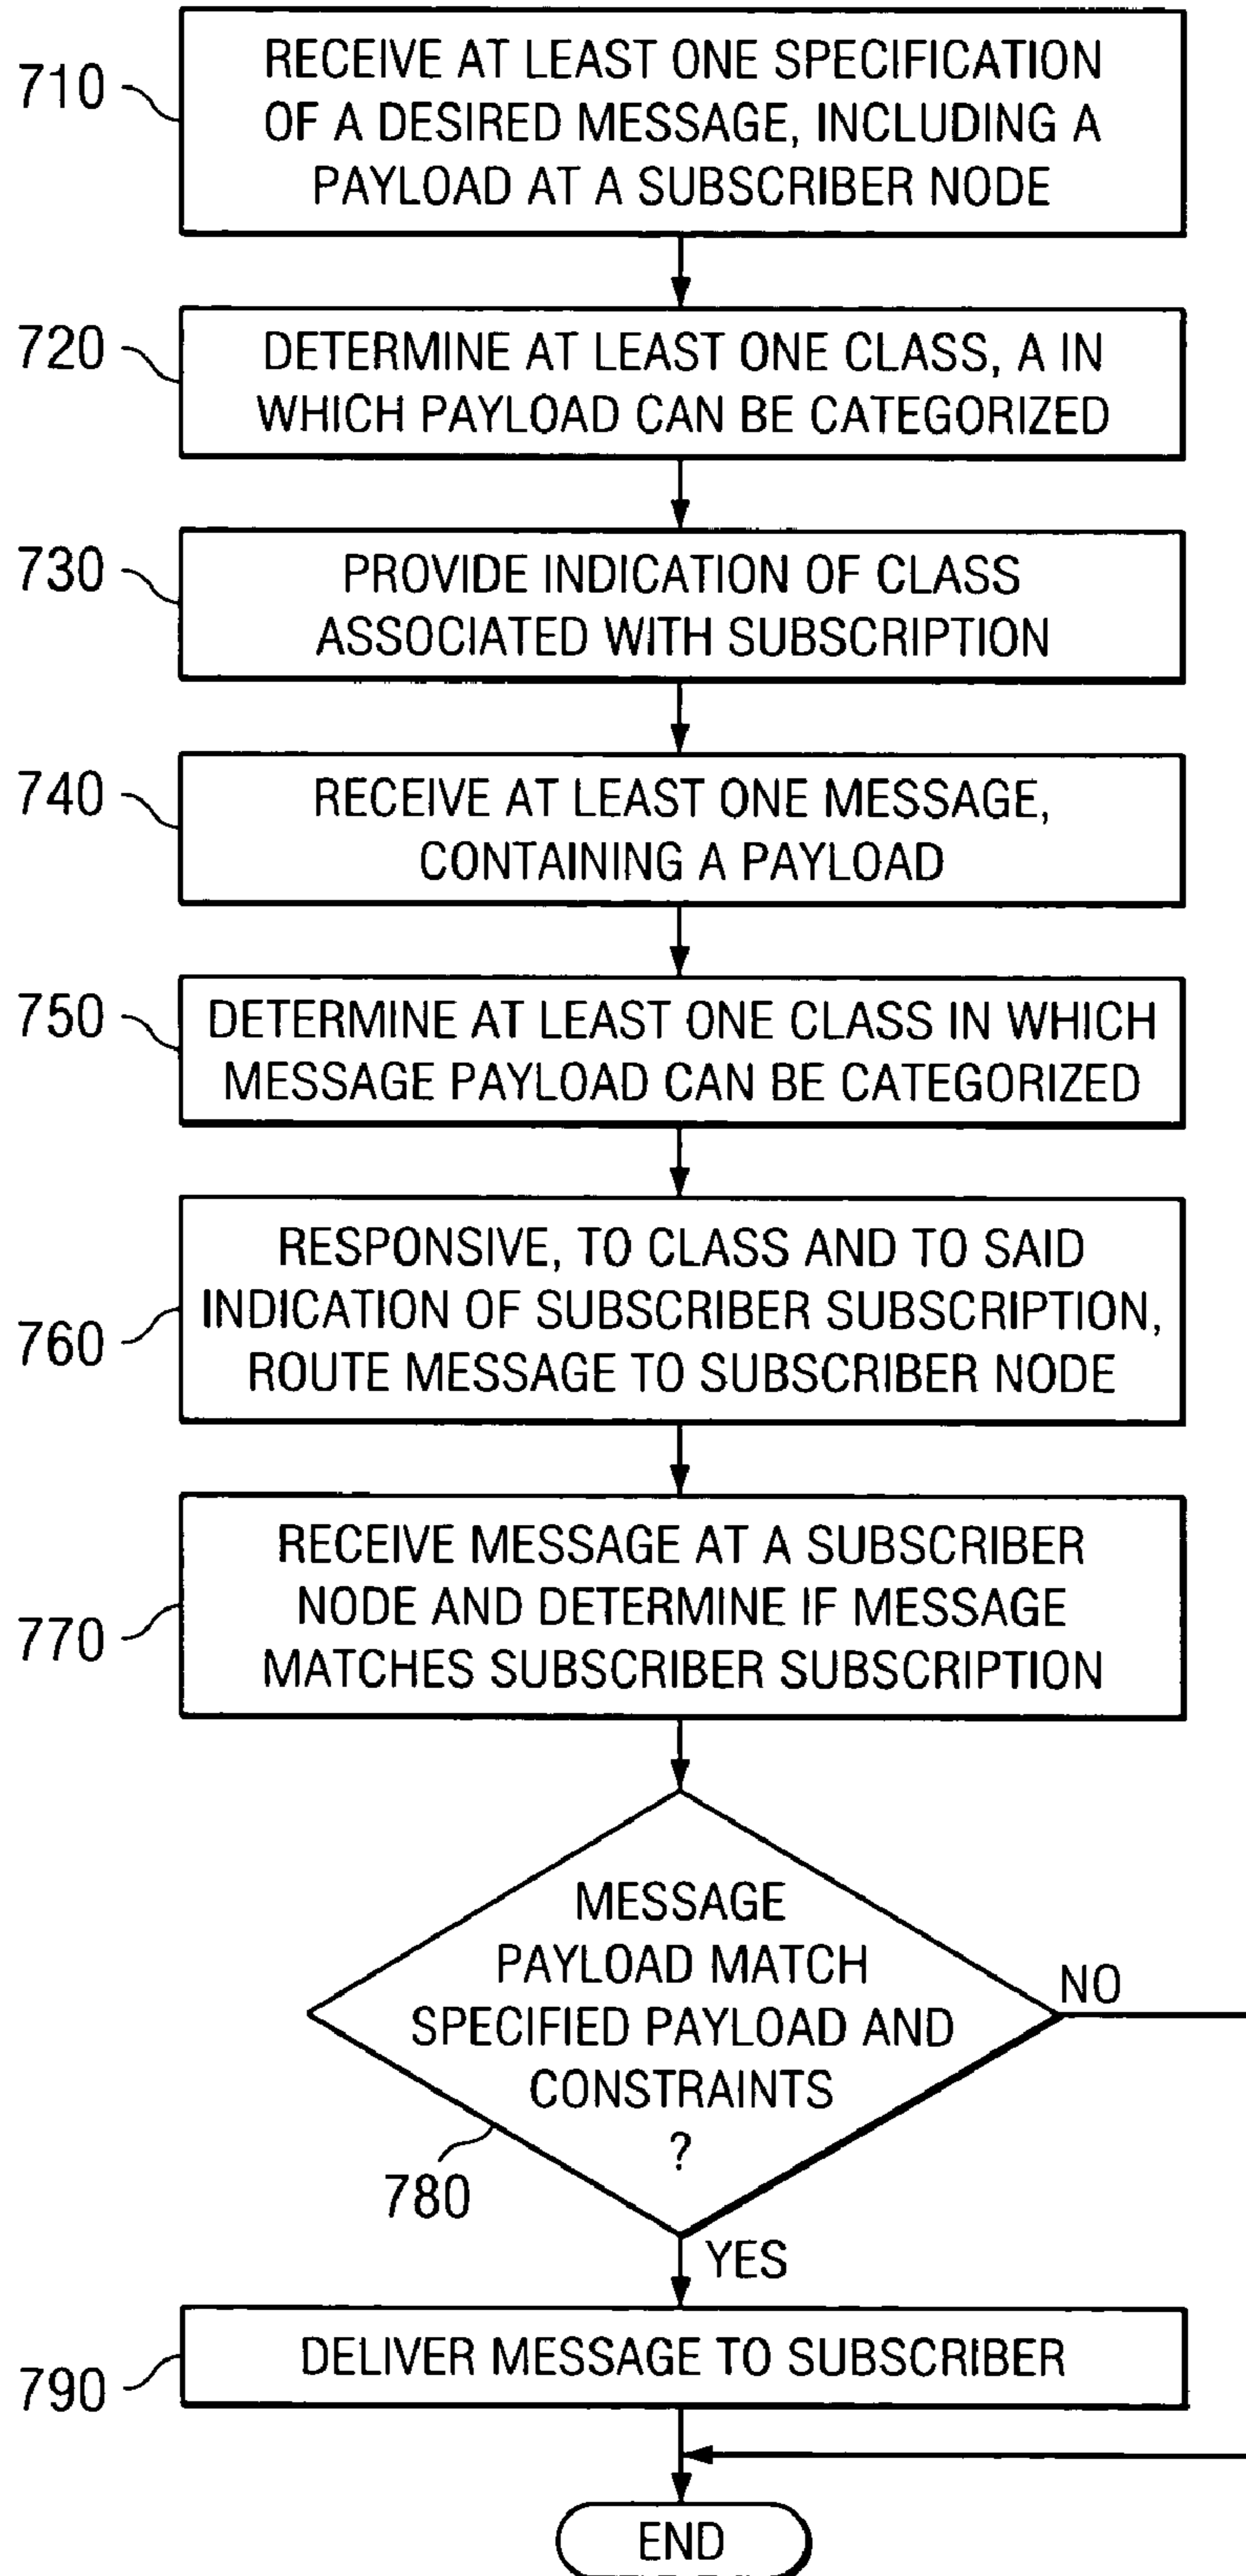 710
RECEIVE AT LEAST ONE SPECIFICATION
OF A DESIRED MESSAGE, INCLUDING A
PAYLOAD AT A SUBSCRIBER NODE
720
DETERMINE AT LEAST ONE CLASS, A IN
WHICH PAYLOAD CAN BE CATEGORIZED
730
PROVIDE INDICATION OF CLASS
ASSOCIATED WITH SUBSCRIPTION
740
RECEIVE AT LEAST ONE MESSAGE,
CONTAINING A PAYLOAD
750
DETERMINE AT LEAST ONE CLASS IN WHICH
MESSAGE PAYLOAD CAN BE CATEGORIZED
760
RESPONSIVE, TO CLASS AND TO SAID
INDICATION OF SUBSCRIBER SUBSCRIPTION,
ROUTE MESSAGE TO SUBSCRIBER NODE
770
RECEIVE MESSAGE AT A SUBSCRIBER
NODE AND DETERMINE IF MESSAGE
MATCHES SUBSCRIBER SUBSCRIPTION
MESSAGE
PAYLOAD MATCH
SPECIFIED PAYLOAD AND
CONSTRAINTS
?
NO
780
YES
790
DELIVER MESSAGE TO SUBSCRIBER
END